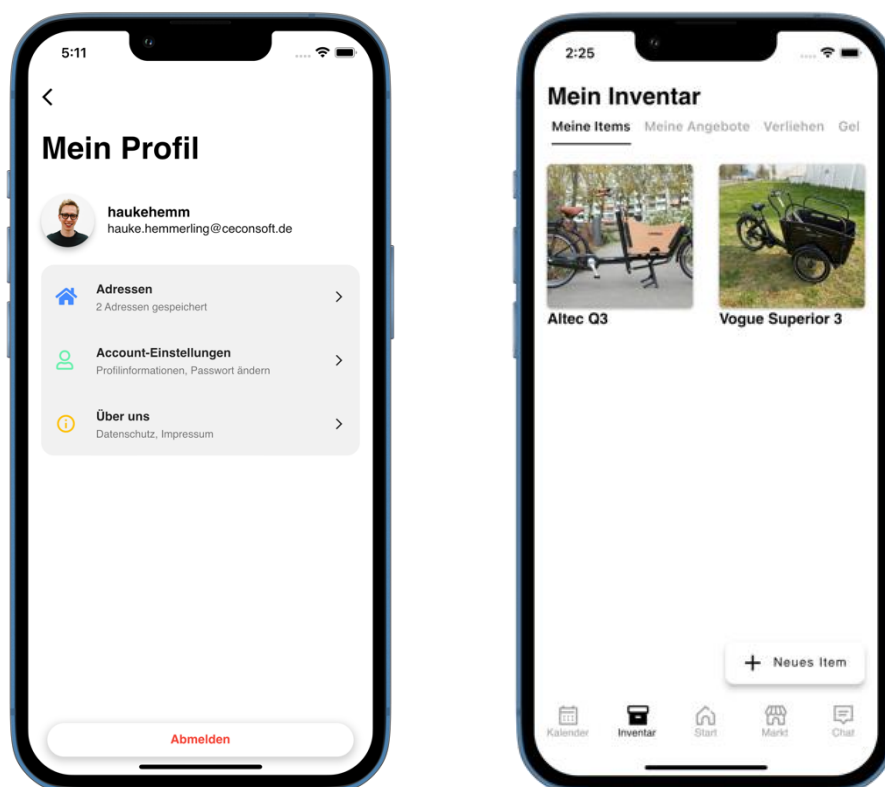 5:11
Mein Profil
haukehemm
hauke.hemmerling@ceconsoft.de
Adressen
2 Adressen gespeichert
Account-Einstellungen
Profilinformationen, Passwort ändern
Über uns
Datenschutz, Impressum
Abmelden
2:25
Mein Inventar
Meine Items Meine Angebote Verliehen Gel
Altec Q3 Vogue Superior 3
+ Neues Item
Kalender Inventar Start Markt Chat